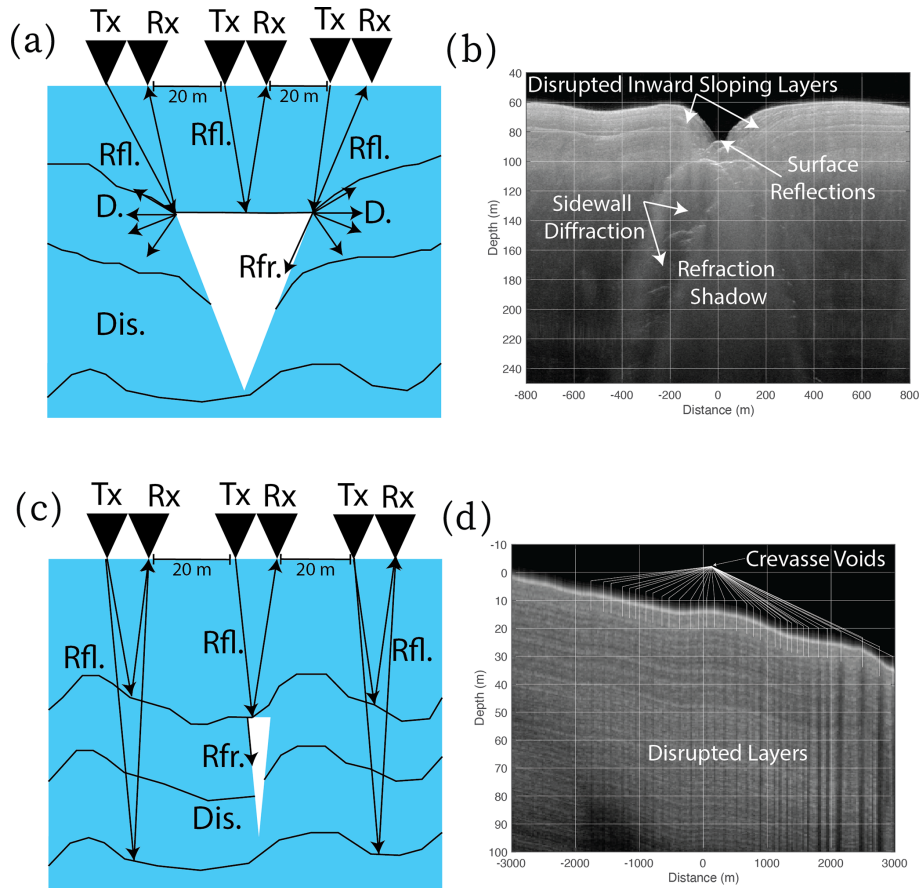 (a)
Tx Rx Tx Rx Tx Rx
20 m 20 m
Rfl. Rfl. Rfl.
D. D.
Rfr.
Dis.
(b)
Disrupted Inward Sloping Layers
Surface
Reflections
Sidewall
Diffraction
Refraction
Shadow
Depth (m)
40
60
80
100
120
140
160
180
200
220
240
-800 -600 -400 -200 0 200 400 600 800
Distance (m)
(c)
Tx Rx Tx Rx Tx Rx
20 m 20 m
Rfl. Rfl. Rfl.
Rfr.
Dis.
(d)
Crevasse Voids
Disrupted Layers
Depth (m)
-10
0
10
20
30
40
50
60
70
80
90
100
-3000 -2000 -1000 0 1000 2000 3000
Distance (m)